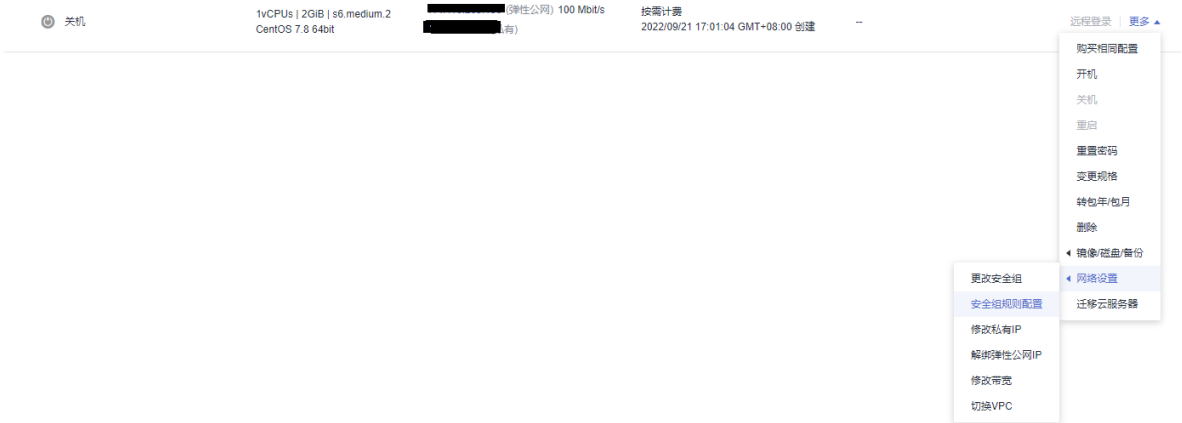 关机
1vCPUs | 2GiB | s6.medium.2
CentOS 7.8 64bit
(弹性公网) 100 Mbit/s
有)
按需计费
2022/09/21 17:01:04 GMT+08:00 创建
--
远程登录 | 更多
购买相同配置
开机
关机
重启
重置密码
变更规格
转包年/包月
删除
镜像/磁盘/备份
网络设置
迁移云服务器
更改安全组
安全组规则配置
修改私有IP
解绑弹性公网IP
修改带宽
切换VPC